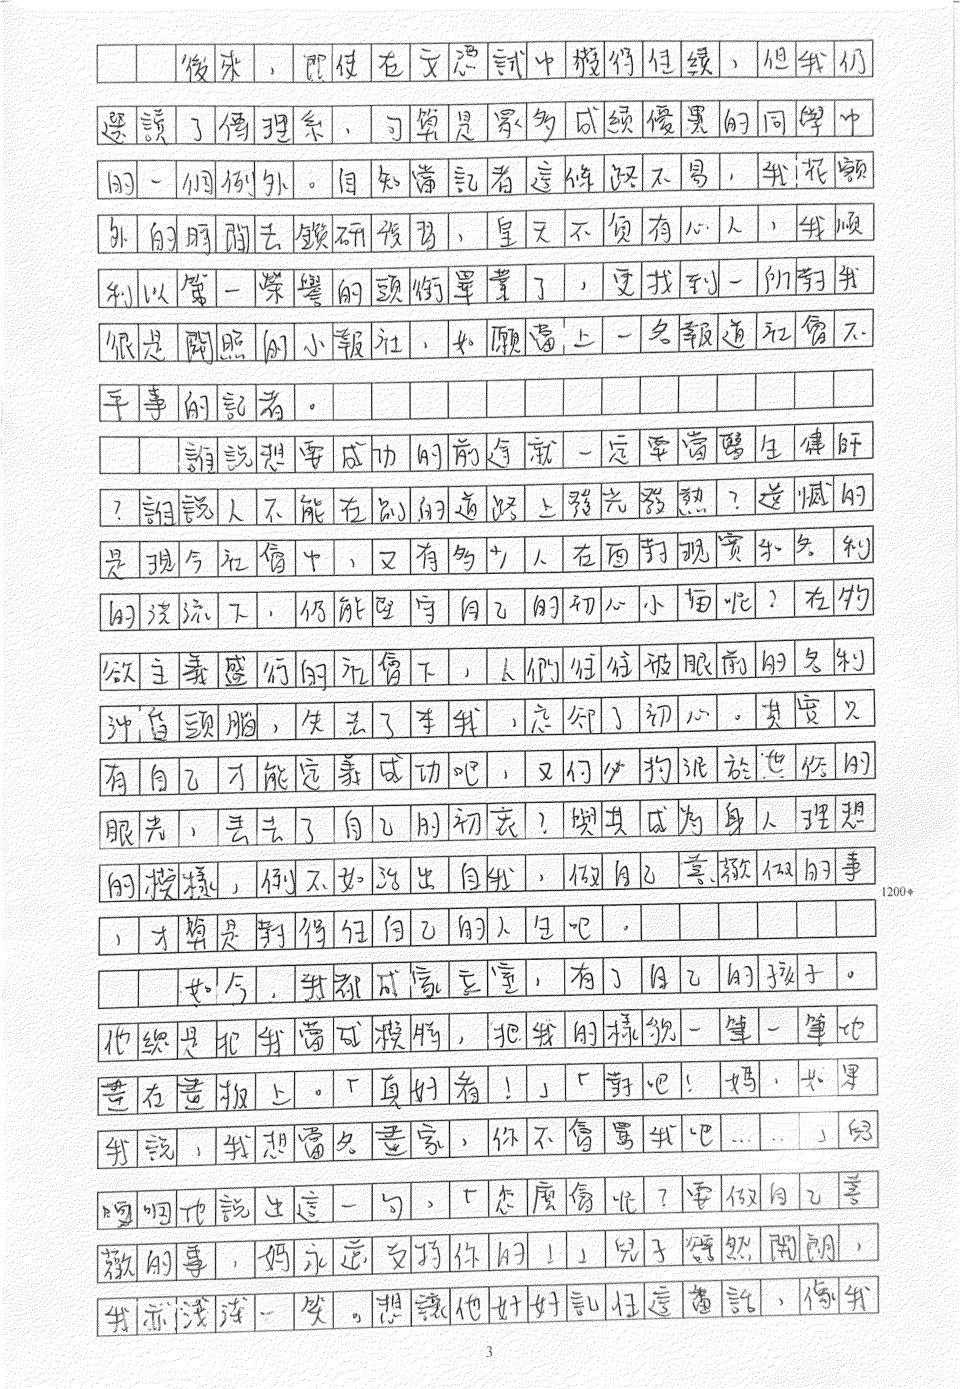 後來，即使在文憑試中獲得佳績，但我仍
選讀了傳理系，可算是眾多成績優異的同學中
的一個例外。自知當記者這條路不易，我花額
外的時間去鑽研複習，皇天不負有心人，我順
利以第一榮譽的頭銜畢業了，更找到一所對我
很是關照的小報社，如願當上一名報道社會不
平事的記者。
誰說想要成功的前途就一定要當醫生律師
？誰說人不能在別的道路上發光發熱？遺憾的
是現今社會中，又有多少人在面對現實和名利
的洪流下，仍能堅守自己的初心小苗呢？在物
欲主義盛行的社會下，人們往往被眼前的名利
沖昏頭腦，失去了本我，忘卻了初心。其實只
有自己才能定義成功吧，又何必拘泥於世俗的
眼光，丟去了自己的初衷？與其成為身人理想
的模樣，倒不如活出自我，做自己喜歡做的事
1200
，才算是對得住自己的人生吧。
如今，我都成家立室，有了自己的孩子。
他總是把我當成模特，把我的樣貌一筆一筆地
畫在畫板上。「真好看！」「對吧！媽，如果
我說，我想當名畫家，你不會罵我吧……」兒
嗯嗯地說出這一句，「怎麼會呢？要做自己喜
歡的事，媽永遠支持你的！」兒子豁然開朗，
我亦淺淺一笑。想讓他好好記住這番話，像我
3